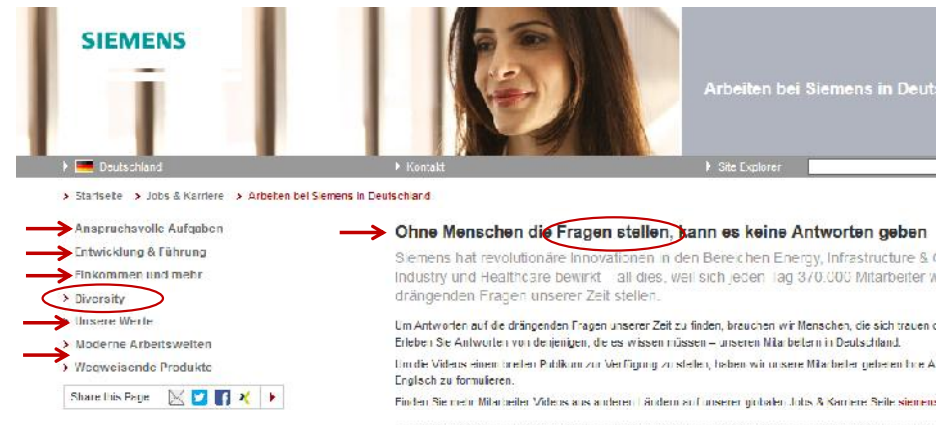 SIEMENS
Arbeiten bei Siemens in Deuts
Deutschland
Kontakt
Site Explorer
Startseite > Jobs & Karriere > Arbeiten bei Siemens in Deutschland
Anspruchsvolle Aufgaben
Entwicklung & Führung
Einkommen und mehr
Diversity
Unsere Werte
Moderne Arbeitswelten
Wegweisende Produkte
Share this Page
Ohne Menschen die Fragen stellen, kann es keine Antworten geben
Siemens hat revolutionäre Innovationen in den Bereichen Energy, Infrastructure &
Industry und Healthcare bewirkt – all dies, weil sich jeden Tag 370.000 Mitarbeiter w
drängenden Fragen unserer Zeit stellen.
Um Antworten auf die drängenden Fragen unserer Zeit zu finden, brauchen wir Menschen, die sich trauen
Erleben Sie Antworten von denjenigen, die es wissen müssen – unseren Mitarbeitern in Deutschland.
Um die Videos einem breiten Publikum zur Verfügung zu stellen, haben wir unsere Mitarbeiter gebeten ihre A
Englisch zu formulieren.
Finden Sie mehr Mitarbeiter Videos aus anderen Ländern auf unserer globalen Jobs & Karriere Seite siemens